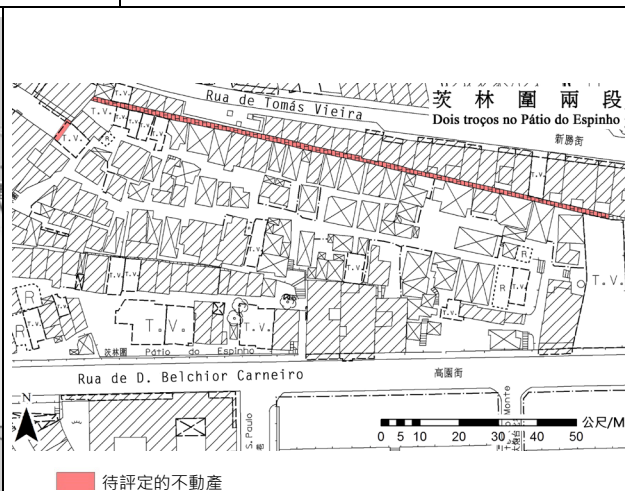 茨林圍兩段
Dois troços no Pátio do Espinho
Rua de Tomás Vieira
新勝街
T.V.
T.V.
T.V.
T.V.
R
T.V.
T.V.
R
T.V.
T.V.
R
T.V.
T.V.
T.V.
T.V.
R
R
T.V.
T.V.
T.V.
茨林圍 Pátio do Espinho
Rua de D. Belchior Carneiro
高園街
N
S. Paulo
Monte
0 5 10 20 30 40 50 公尺/M
待評定的不動產